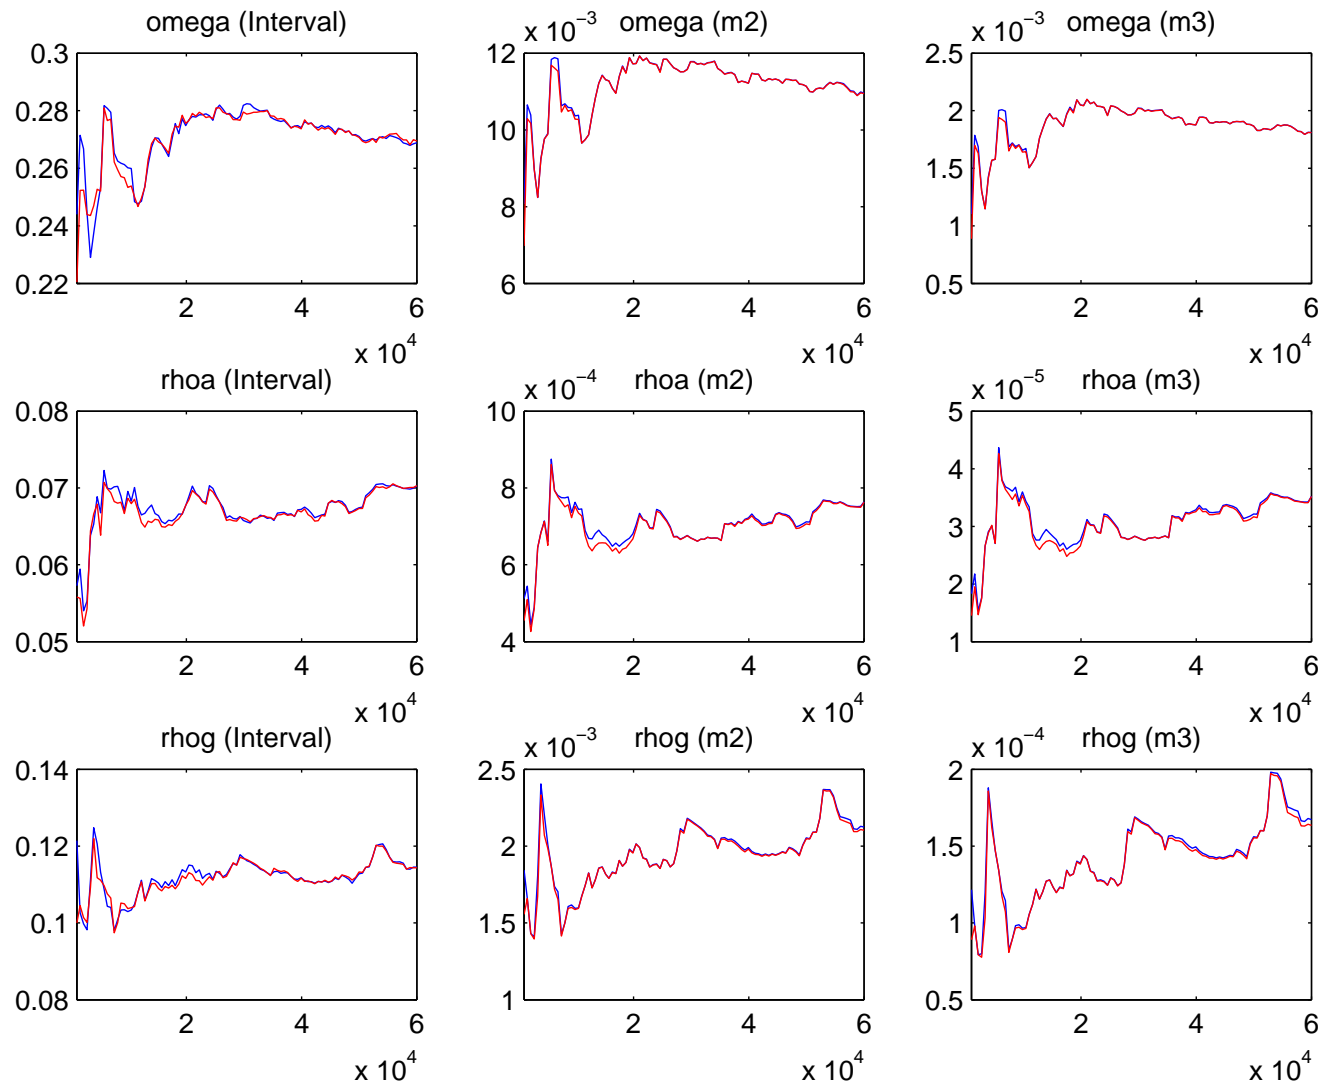 omega (Interval)
0.3
0.28
0.26
0.24
0.22
2 4 6
x 10^4
x 10^−3 omega (m2)
12
10
8
6
2 4 6
x 10^4
x 10^−3 omega (m3)
2.5
2
1.5
1
0.5
2 4 6
x 10^4
rhoa (Interval)
0.08
0.07
0.06
0.05
2 4 6
x 10^4
x 10^−4 rhoa (m2)
10
8
6
4
2 4 6
x 10^4
x 10^−5 rhoa (m3)
5
4
3
2
1
2 4 6
x 10^4
rhog (Interval)
0.14
0.12
0.1
0.08
2 4 6
x 10^4
x 10^−3 rhog (m2)
2.5
2
1.5
1
2 4 6
x 10^4
x 10^−4 rhog (m3)
2
1.5
1
0.5
2 4 6
x 10^4